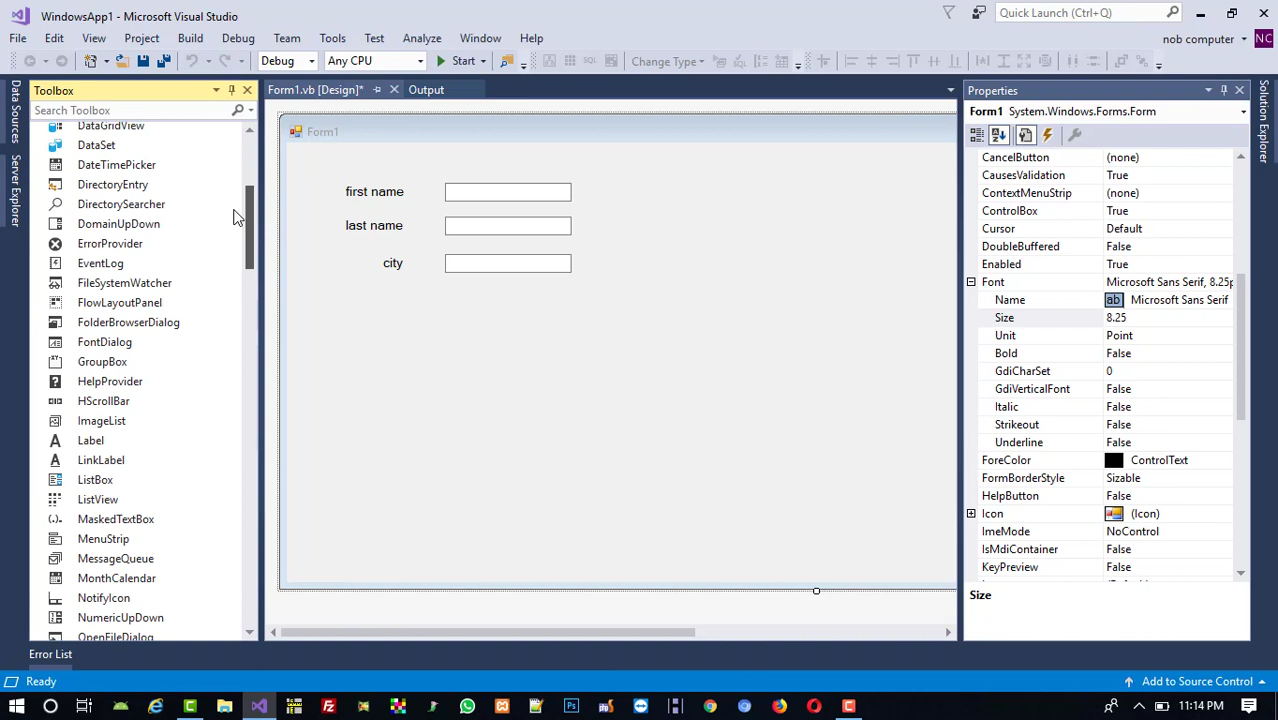 WindowsApp1 - Microsoft Visual Studio
Quick Launch (Ctrl+Q)
File Edit View Project Build Debug Team Tools Test Analyze Window Help
nob computer NC
Debug Any CPU Start Change Type
Toolbox
Form1.vb [Design]* Output
Properties
Search Toolbox
Form1 System.Windows.Forms.Form
Data Sources
Server Explorer
Solution Explorer
DataGridView
DataSet
DateTimePicker
DirectoryEntry
DirectorySearcher
DomainUpDown
ErrorProvider
EventLog
FileSystemWatcher
FlowLayoutPanel
FolderBrowserDialog
FontDialog
GroupBox
HelpProvider
HScrollBar
ImageList
Label
LinkLabel
ListBox
ListView
MaskedTextBox
MenuStrip
MessageQueue
MonthCalendar
NotifyIcon
NumericUpDown
OpenFileDialog
Form1
first name
last name
city
CancelButton (none)
CausesValidation True
ContextMenuStrip (none)
ControlBox True
Cursor Default
DoubleBuffered False
Enabled True
Font Microsoft Sans Serif, 8.25p
Name ab Microsoft Sans Serif
Size 8.25
Unit Point
Bold False
GdiCharSet 0
GdiVerticalFont False
Italic False
Strikeout False
Underline False
ForeColor ControlText
FormBorderStyle Sizable
HelpButton False
Icon (Icon)
ImeMode NoControl
IsMdiContainer False
KeyPreview False
Size
Error List
Ready
Add to Source Control
11:14 PM